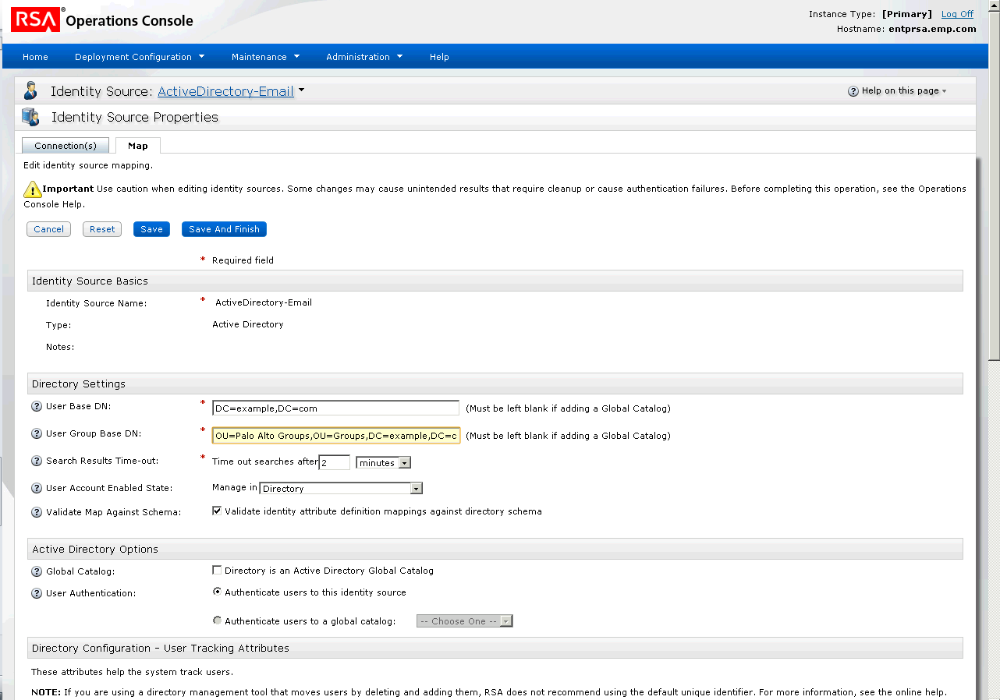 RSA® Operations Console
Instance Type: [Primary] Log Off
Hostname: entprsa.emp.com
Home Deployment Configuration Maintenance Administration Help
Identity Source: ActiveDirectory-Email
Help on this page
Identity Source Properties
Connection(s) Map
Edit identity source mapping.
Important Use caution when editing identity sources. Some changes may cause unintended results that require cleanup or cause authentication failures. Before completing this operation, see the Operations
Console Help.
Cancel Reset Save Save And Finish
* Required field
Identity Source Basics
Identity Source Name: * ActiveDirectory-Email
Type: Active Directory
Notes:
Directory Settings
User Base DN: * DC=example,DC=com (Must be left blank if adding a Global Catalog)
User Group Base DN: * OU=Palo Alto Groups,OU=Groups,DC=example,DC=c (Must be left blank if adding a Global Catalog)
Search Results Time-out: * Time out searches after 2 minutes
User Account Enabled State: Manage in Directory
Validate Map Against Schema: Validate identity attribute definition mappings against directory schema
Active Directory Options
Global Catalog: Directory is an Active Directory Global Catalog
User Authentication: Authenticate users to this identity source
Authenticate users to a global catalog: -- Choose One --
Directory Configuration - User Tracking Attributes
These attributes help the system track users.
NOTE: If you are using a directory management tool that moves users by deleting and adding them, RSA does not recommend using the default unique identifier. For more information, see the online help.